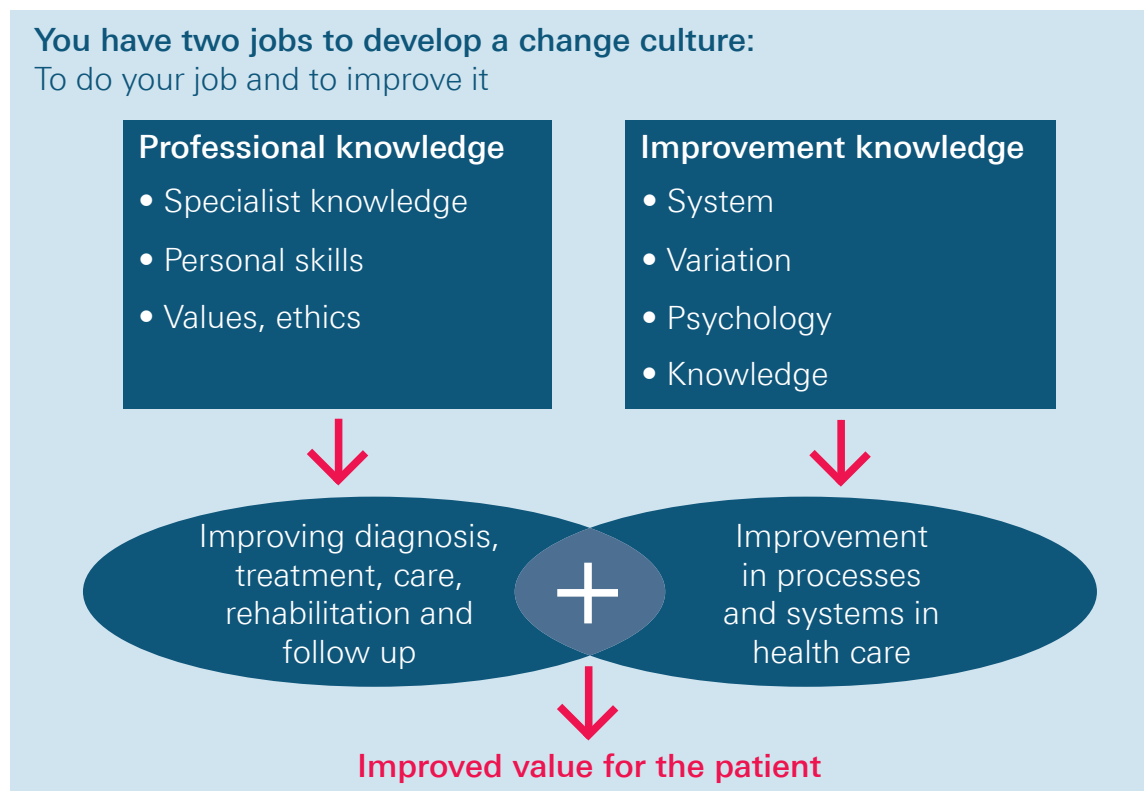 You have two jobs to develop a change culture:
To do your job and to improve it
Professional knowledge
• Specialist knowledge
• Personal skills
• Values, ethics
Improvement knowledge
• System
• Variation
• Psychology
• Knowledge
Improving diagnosis,
treatment, care,
rehabilitation and
follow up
+
Improvement
in processes
and systems in
health care
Improved value for the patient